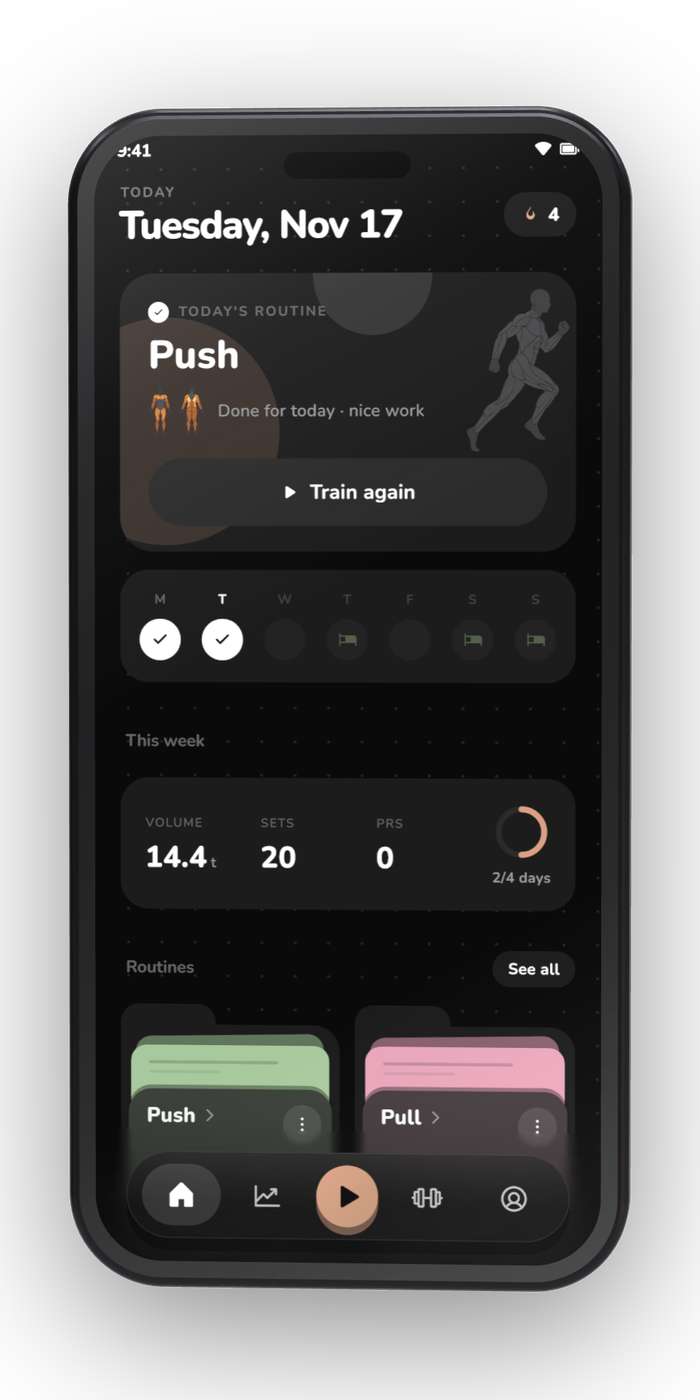 9:41
TODAY
Tuesday, Nov 17
4
TODAY'S ROUTINE
Push
Done for today · nice work
Train again
M T W T F S S
This week
VOLUME SETS PRS
14.4 t 20 0
2/4 days
Routines
See all
Push
Pull